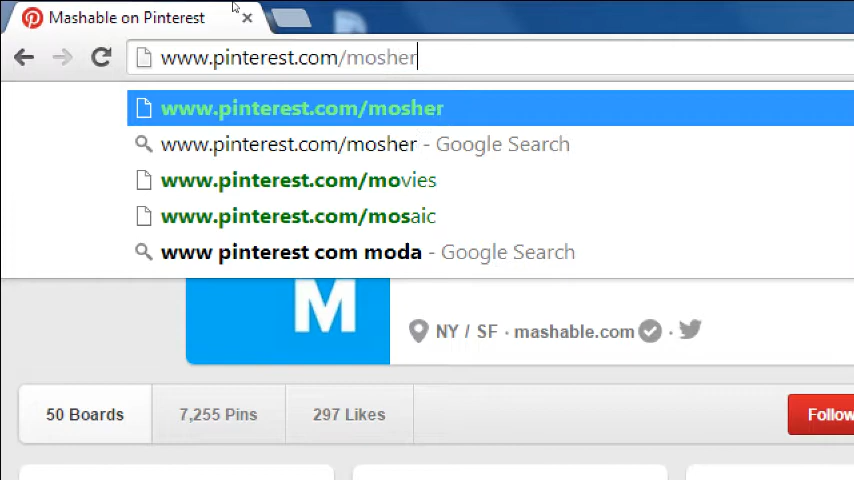 Mashable on Pinterest
www.pinterest.com/mosher
www.pinterest.com/mosher
www.pinterest.com/mosher - Google Search
www.pinterest.com/movies
www.pinterest.com/mosaic
www pinterest com moda - Google Search
M
NY / SF · mashable.com ·
50 Boards 7,255 Pins 297 Likes Follow